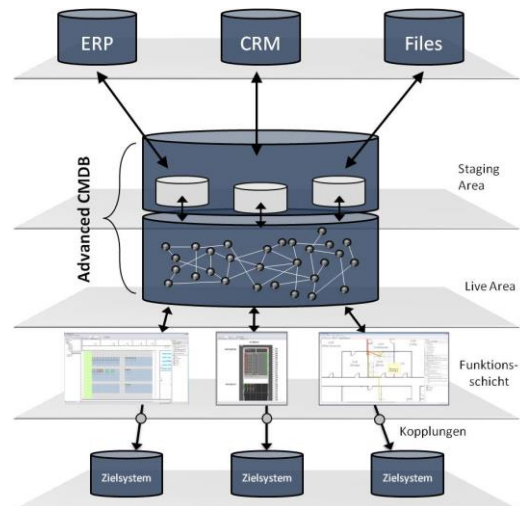 ERP
CRM
Files
Advanced CMDB
Staging
Area
Live Area
Funktions-
schicht
Kopplungen
Zielsystem
Zielsystem
Zielsystem